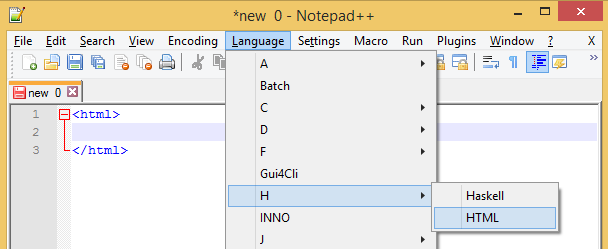 *new 0 - Notepad++
File Edit Search View Encoding Language Settings Macro Run Plugins Window ? X
new 0
1 <html>
2
3 </html>
A
Batch
C
D
F
Gui4Cli
H
INNO
J
Haskell
HTML